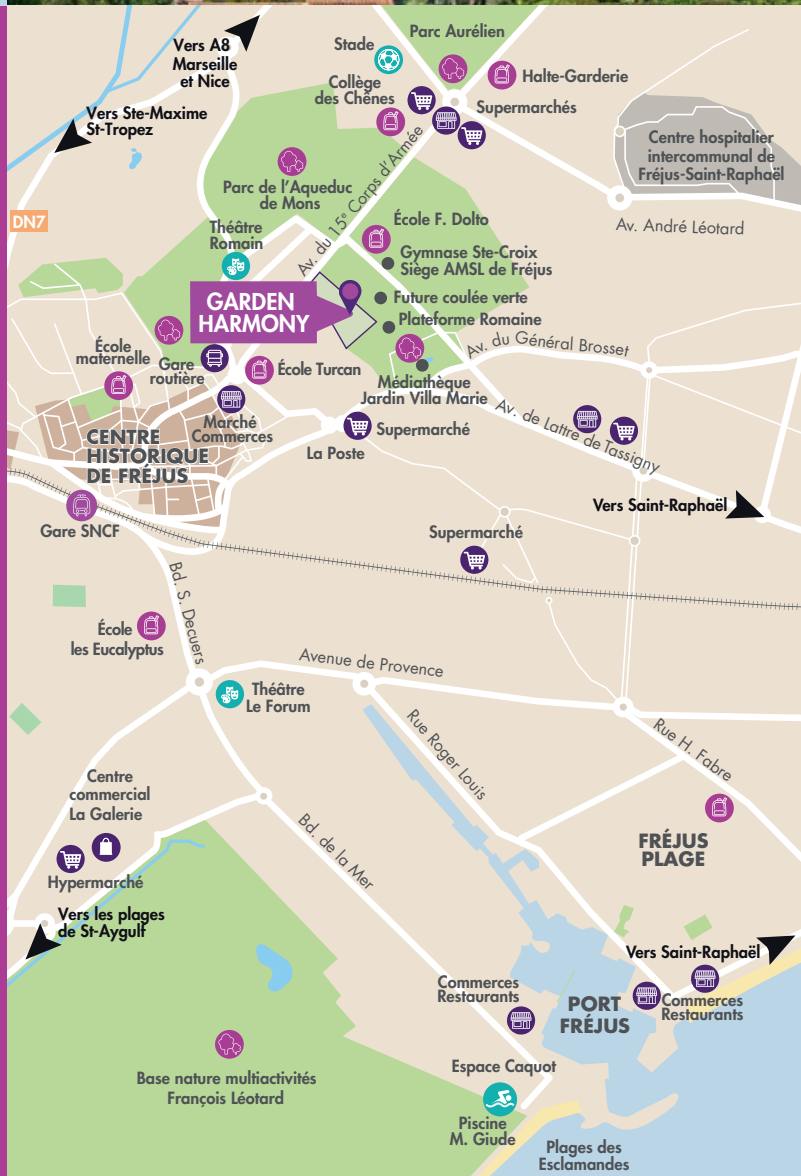 Vers A8
Marseille
et Nice
Stade
Parc Aurélien
Halte-Garderie
Collège
des Chênes
Supermarchés
Vers Ste-Maxime
St-Tropez
Centre hospitalier
intercommunal de
Fréjus-Saint-Raphaël
Parc de l'Aqueduc
de Mons
Av. du 15e Corps d'Armée
DN7
Théâtre
Romain
École F. Dolto
Av. André Léotard
Gymnase Ste-Croix
Siège AMSL de Fréjus
GARDEN
HARMONY
Future coulée verte
Plateforme Romaine
École
maternelle
Gare
routière
École Turcan
Av. du Général Brosset
Médiathèque
Jardin Villa Marie
Marché
Commerces
Supermarché
Av. de Lattre de Tassigny
CENTRE
HISTORIQUE
DE FRÉJUS
La Poste
Vers Saint-Raphaël
Gare SNCF
Supermarché
Bd. S. Decuers
École
les Eucalyptus
Avenue de Provence
Théâtre
Le Forum
Rue Roger Louis
Rue H. Fabre
Centre
commercial
La Galerie
Hypermarché
Bd. de la Mer
FRÉJUS
PLAGE
Vers les plages
de St-Aygulf
Vers Saint-Raphaël
Commerces
Restaurants
PORT
FRÉJUS
Commerces
Restaurants
Base nature multiactivités
François Léotard
Espace Caquot
Piscine
M. Giude
Plages des
Esclamandes